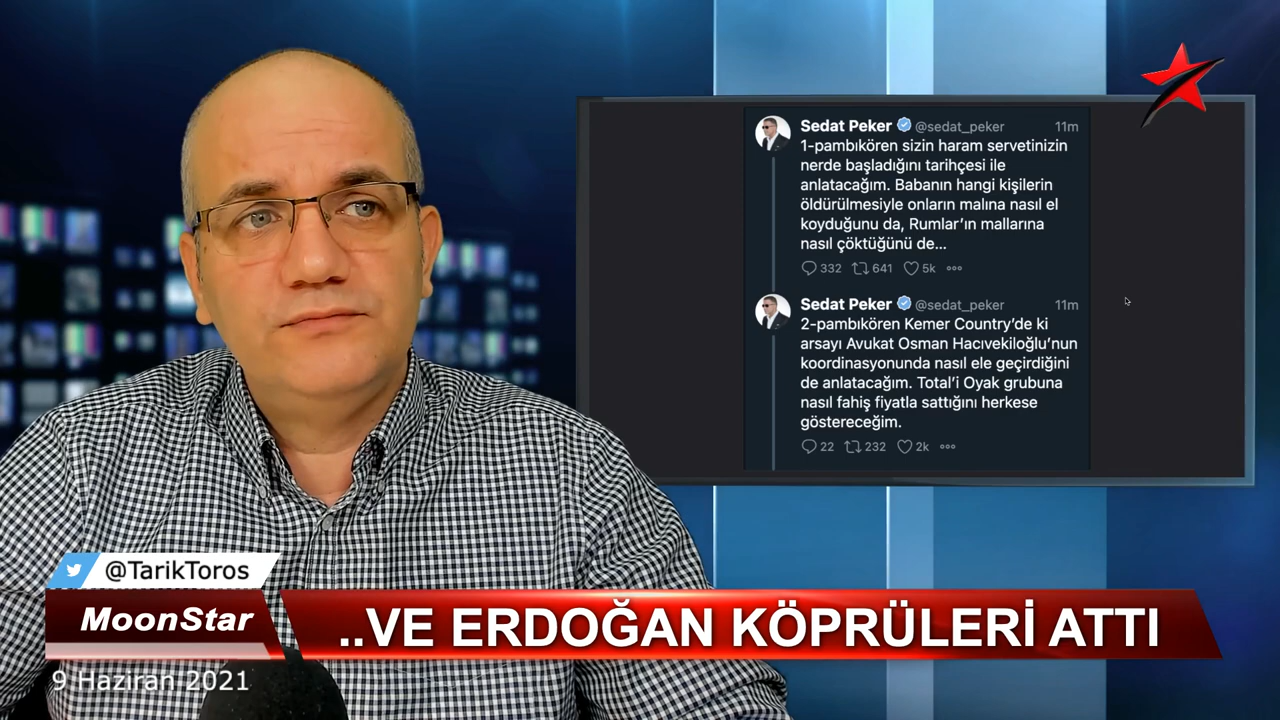 Sedat Peker @sedat_peker 11m
1-pambıkören sizin haram servetinizin
nerde başladığını tarihçesi ile
anlatacağım. Babanın hangi kişilerin
öldürülmesiyle onların malına nasıl el
koyduğunu da, Rumlar'ın mallarına
nasıl çöktüğünü de...
332 641 5k
Sedat Peker @sedat_peker 11m
2-pambıkören Kemer Country'de ki
arsayı Avukat Osman Hacıvekiloğlu'nun
koordinasyonunda nasıl ele geçirdiğini
de anlatacağım. Total'i Oyak grubuna
nasıl fahiş fiyatla sattığını herkese
göstereceğim.
22 232 2k
@TarikToros
MoonStar
..VE ERDOĞAN KÖPRÜLERİ ATTI
9 Haziran 2021